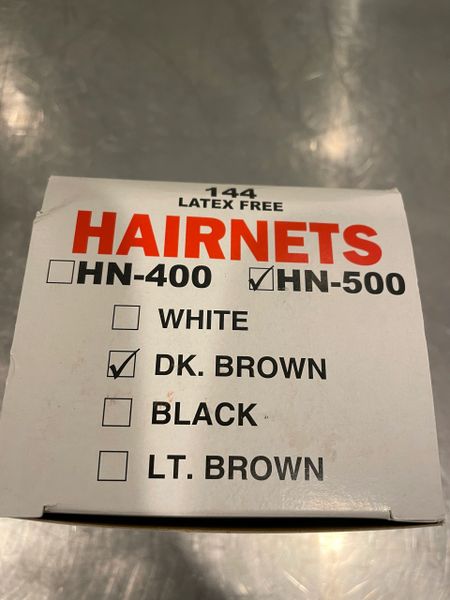 144
LATEX FREE
HAIRNETS
☐HN-400 ☑HN-500
☐ WHITE
☑ DK. BROWN
☐ BLACK
☐ LT. BROWN